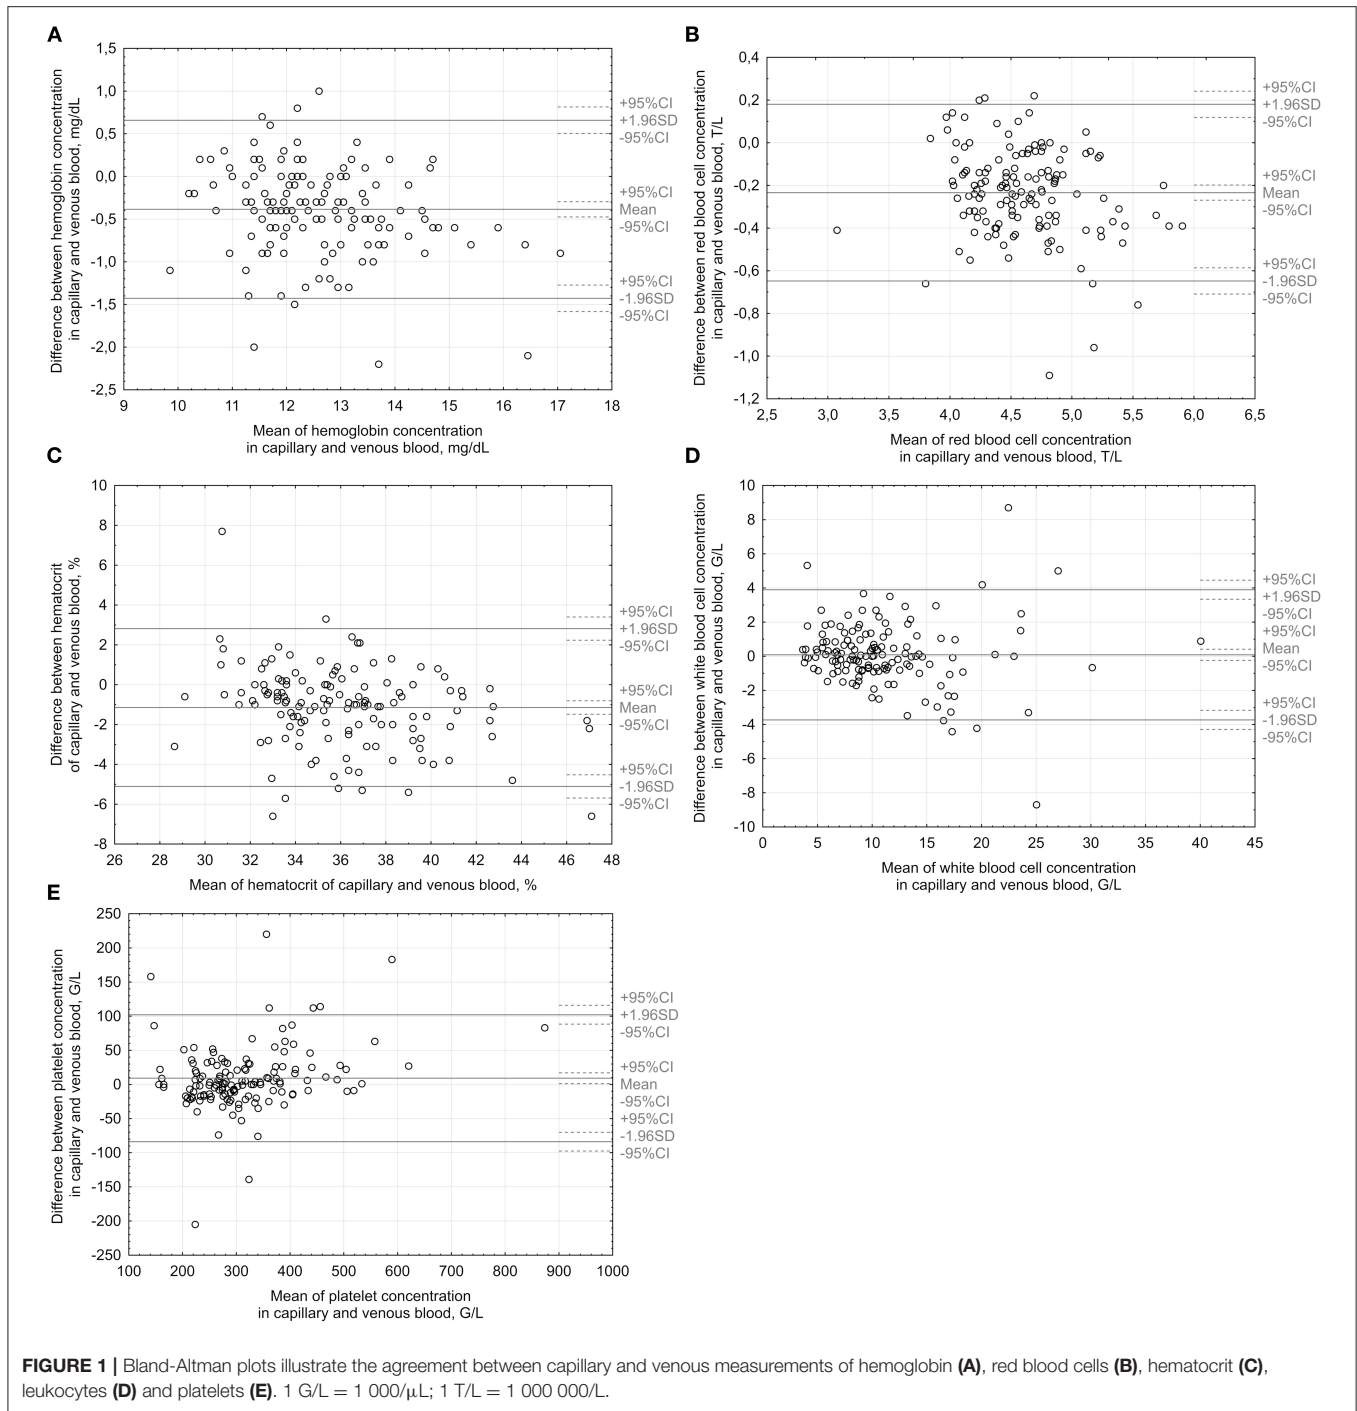 A
Difference between hemoglobin concentration
in capillary and venous blood, mg/dL
1,5
1,0
0,5
0,0
-0,5
-1,0
-1,5
-2,0
-2,5
+95%CI
+1.96SD
-95%CI
+95%CI
Mean
-95%CI
+95%CI
-1.96SD
-95%CI
9 10 11 12 13 14 15 16 17 18
Mean of hemoglobin concentration
in capillary and venous blood, mg/dL
B
Difference between red blood cell concentration
in capillary and venous blood, T/L
0,4
0,2
0,0
-0,2
-0,4
-0,6
-0,8
-1,0
-1,2
+95%CI
+1.96SD
-95%CI
+95%CI
Mean
-95%CI
+95%CI
-1.96SD
-95%CI
2,5 3,0 3,5 4,0 4,5 5,0 5,5 6,0 6,5
Mean of red blood cell concentration
in capillary and venous blood, T/L
C
Difference between hematocrit
of capillary and venous blood, %
10
8
6
4
2
0
-2
-4
-6
-8
+95%CI
+1.96SD
-95%CI
+95%CI
Mean
-95%CI
+95%CI
-1.96SD
-95%CI
26 28 30 32 34 36 38 40 42 44 46 48
Mean of hematocrit of capillary and venous blood, %
D
Difference between white blood cell concentration
in capillary and venous blood, G/L
10
8
6
4
2
0
-2
-4
-6
-8
-10
+95%CI
+1.96SD
-95%CI
+95%CI
Mean
-95%CI
+95%CI
-1.96SD
-95%CI
0 5 10 15 20 25 30 35 40 45
Mean of white blood cell concentration
in capillary and venous blood, G/L
E
Difference between platelet concentration
in capillary and venous blood, G/L
250
200
150
100
50
0
-50
-100
-150
-200
-250
+95%CI
+1.96SD
-95%CI
+95%CI
Mean
-95%CI
+95%CI
-1.96SD
-95%CI
100 200 300 400 500 600 700 800 900 1000
Mean of platelet concentration
in capillary and venous blood, G/L
FIGURE 1 | Bland-Altman plots illustrate the agreement between capillary and venous measurements of hemoglobin (A), red blood cells (B), hematocrit (C),
leukocytes (D) and platelets (E). 1 G/L = 1 000/μL; 1 T/L = 1 000 000/L.